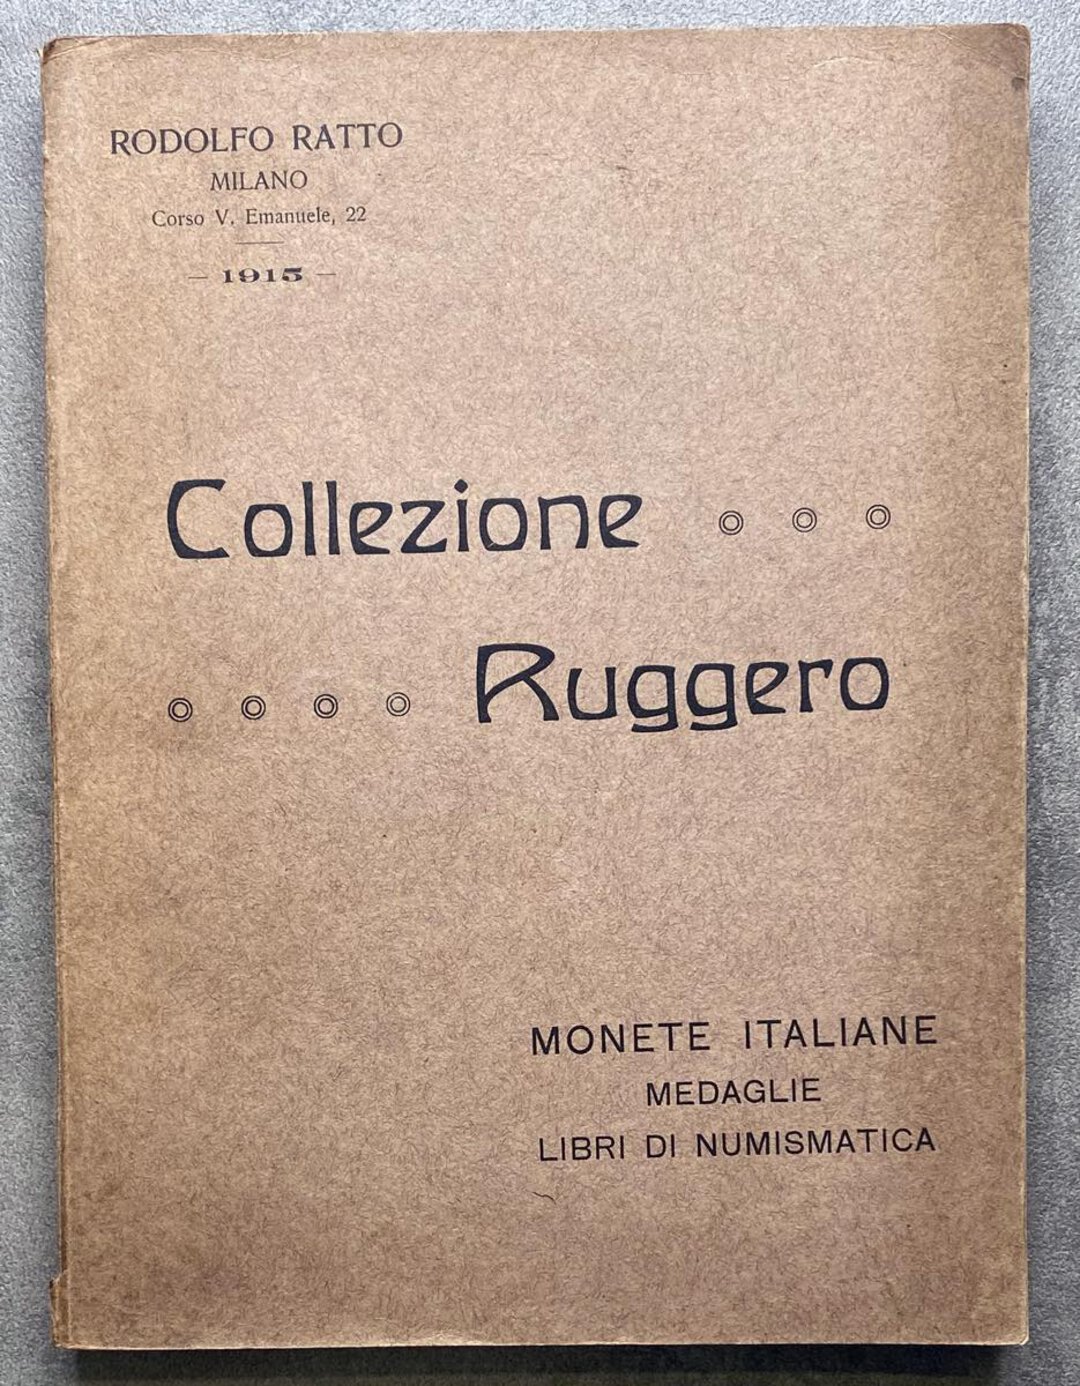 RODOLFO RATTO
MILANO
Corso V. Emanuele, 22
— 1915 —
Collezione
Ruggero
MONETE ITALIANE
MEDAGLIE
LIBRI DI NUMISMATICA